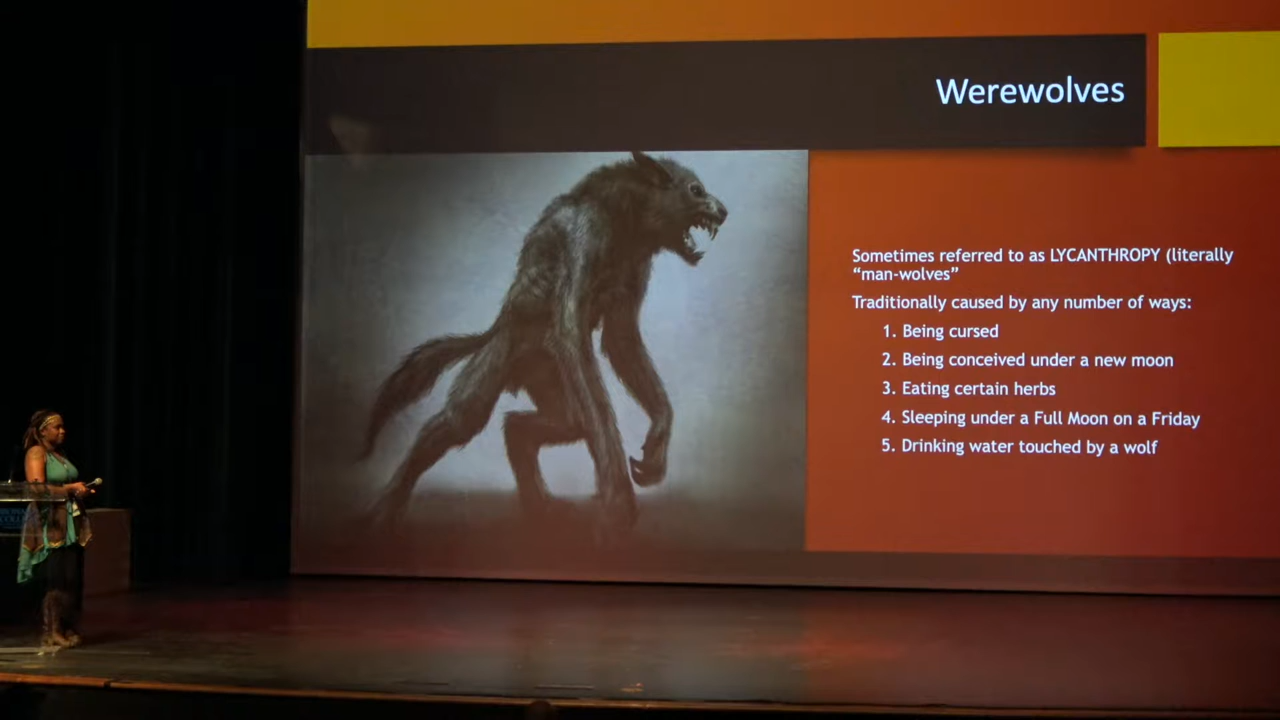 Werewolves
Sometimes referred to as LYCANTHROPY (literally
“man-wolves”
Traditionally caused by any number of ways:
1. Being cursed
2. Being conceived under a new moon
3. Eating certain herbs
4. Sleeping under a Full Moon on a Friday
5. Drinking water touched by a wolf